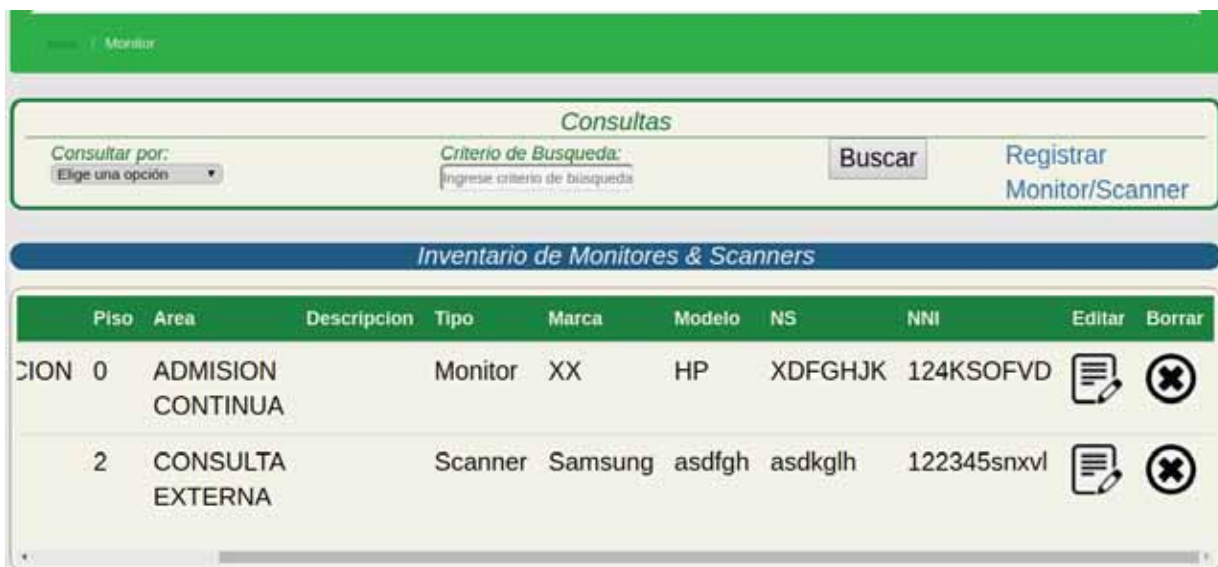 / Monitor
Consultas
Consultar por: Criterio de Busqueda: Buscar Registrar
Elige una opción Ingrese criterio de búsqueda Monitor/Scanner
Inventario de Monitores & Scanners
Piso Area Descripcion Tipo Marca Modelo NS NNI Editar Borrar
CION 0 ADMISION Monitor XX HP XDFGHJK 124KSOFVD
CONTINUA
2 CONSULTA Scanner Samsung asdfgh asdkglh 122345snxvl
EXTERNA